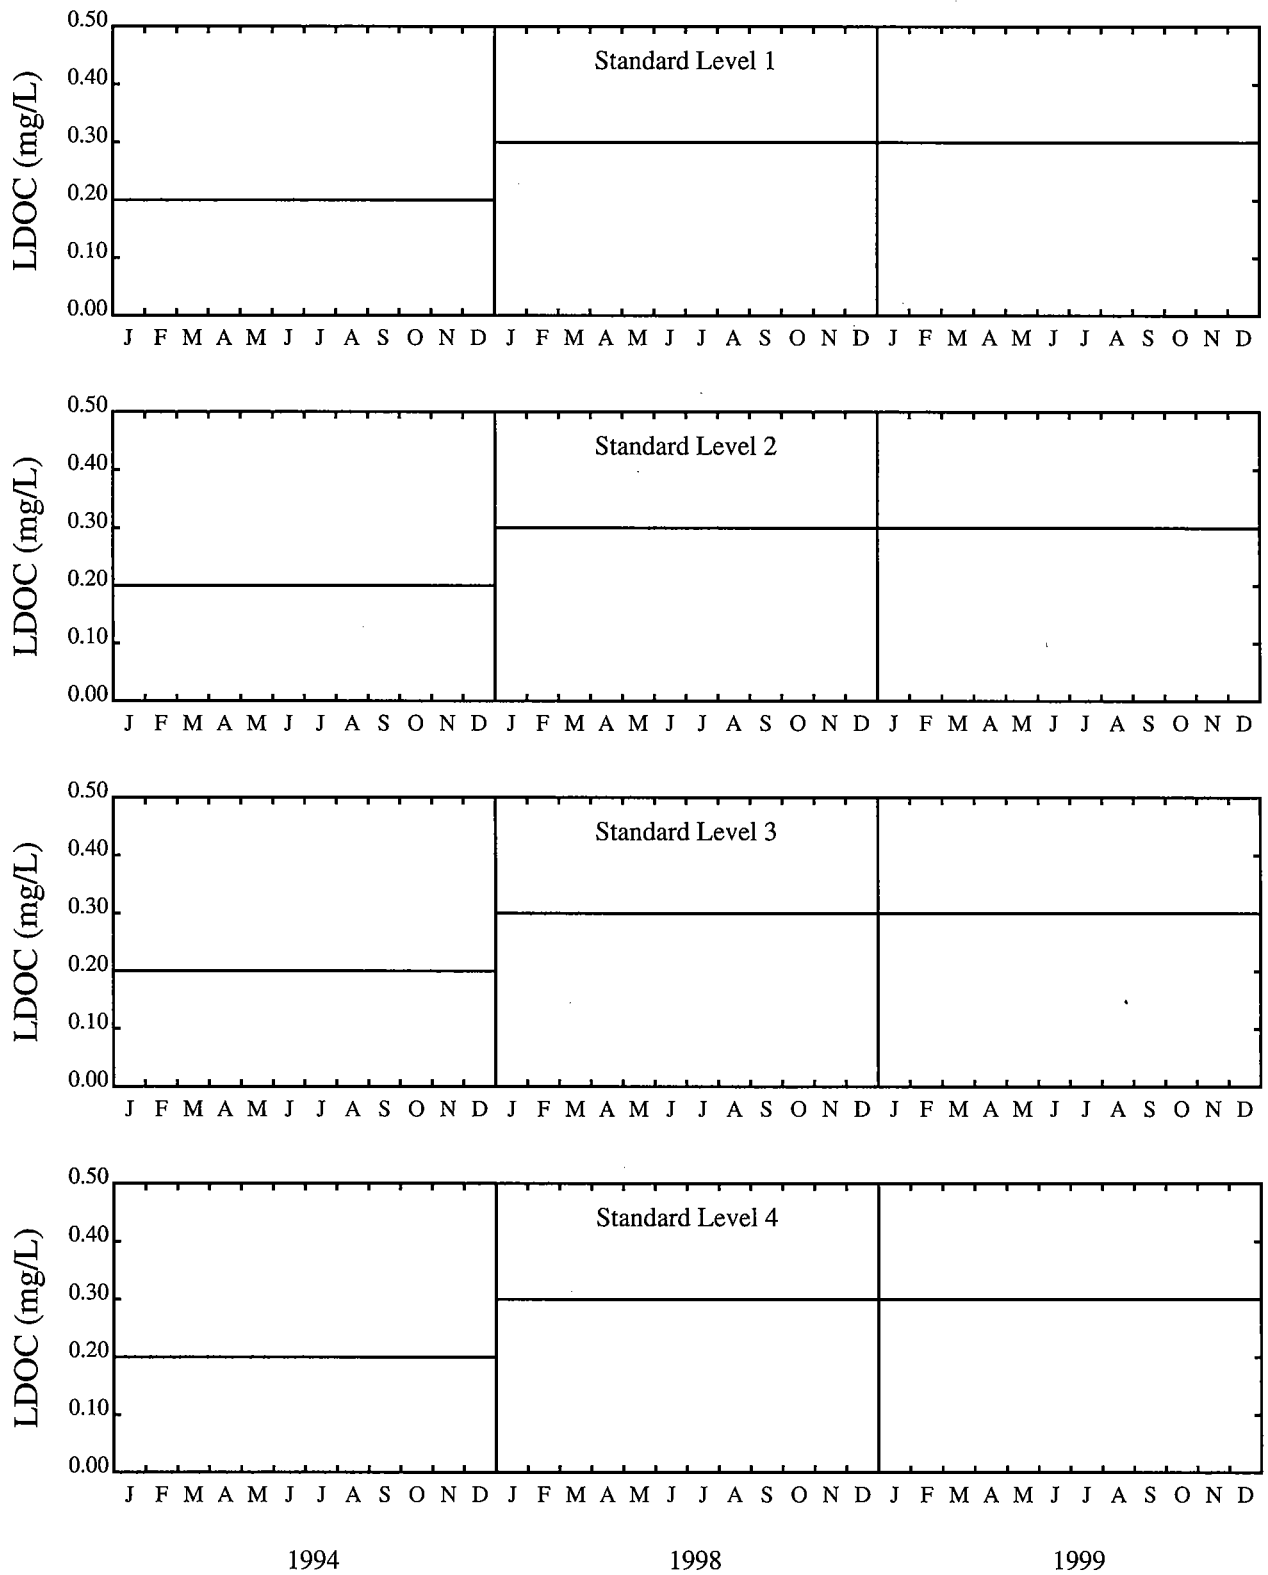 0.50
Standard Level 1
0.40
0.30
0.20
0.10
0.00
LDOC (mg/L)
J F M A M J J A S O N D J F M A M J J A S O N D J F M A M J J A S O N D
0.50
Standard Level 2
0.40
0.30
0.20
0.10
0.00
LDOC (mg/L)
J F M A M J J A S O N D J F M A M J J A S O N D J F M A M J J A S O N D
0.50
Standard Level 3
0.40
0.30
0.20
0.10
0.00
LDOC (mg/L)
J F M A M J J A S O N D J F M A M J J A S O N D J F M A M J J A S O N D
0.50
Standard Level 4
0.40
0.30
0.20
0.10
0.00
LDOC (mg/L)
J F M A M J J A S O N D J F M A M J J A S O N D J F M A M J J A S O N D
1994 1998 1999